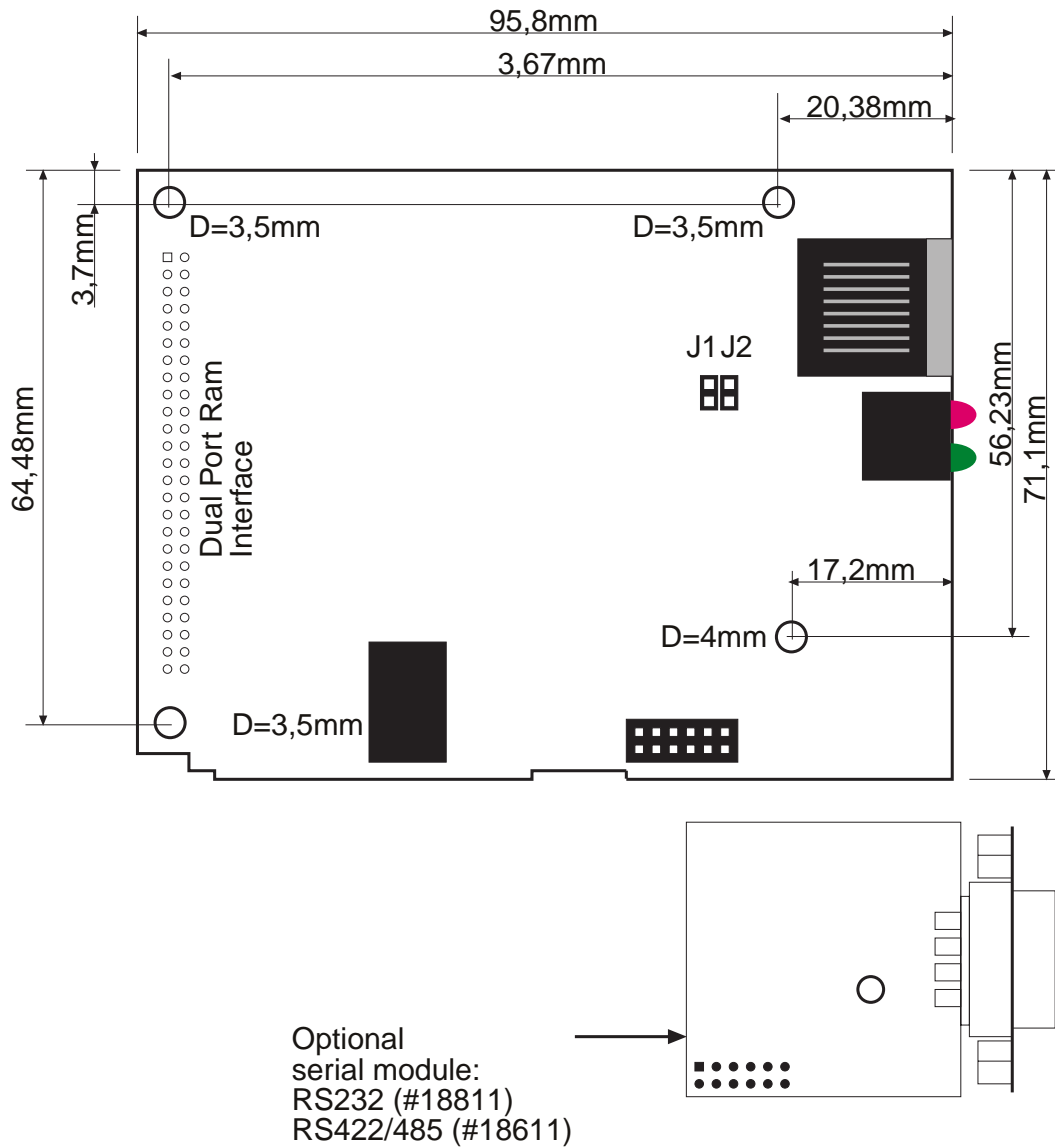 95,8mm
3,67mm
20,38mm
D=3,5mm
D=3,5mm
3,7mm
J1 J2
64,48mm
Dual Port Ram
Interface
56,23mm
71,1mm
17,2mm
D=4mm
D=3,5mm
Optional
serial module:
RS232 (#18811)
RS422/485 (#18611)